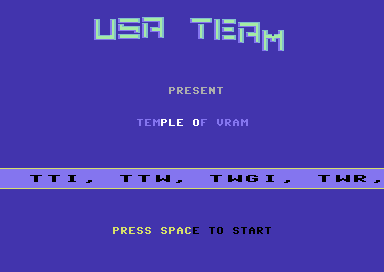 USA TEAM
PRESENT
TEMPLE OF VRAM
TTI, TTW, TWGI, TWR,
PRESS SPACE TO START